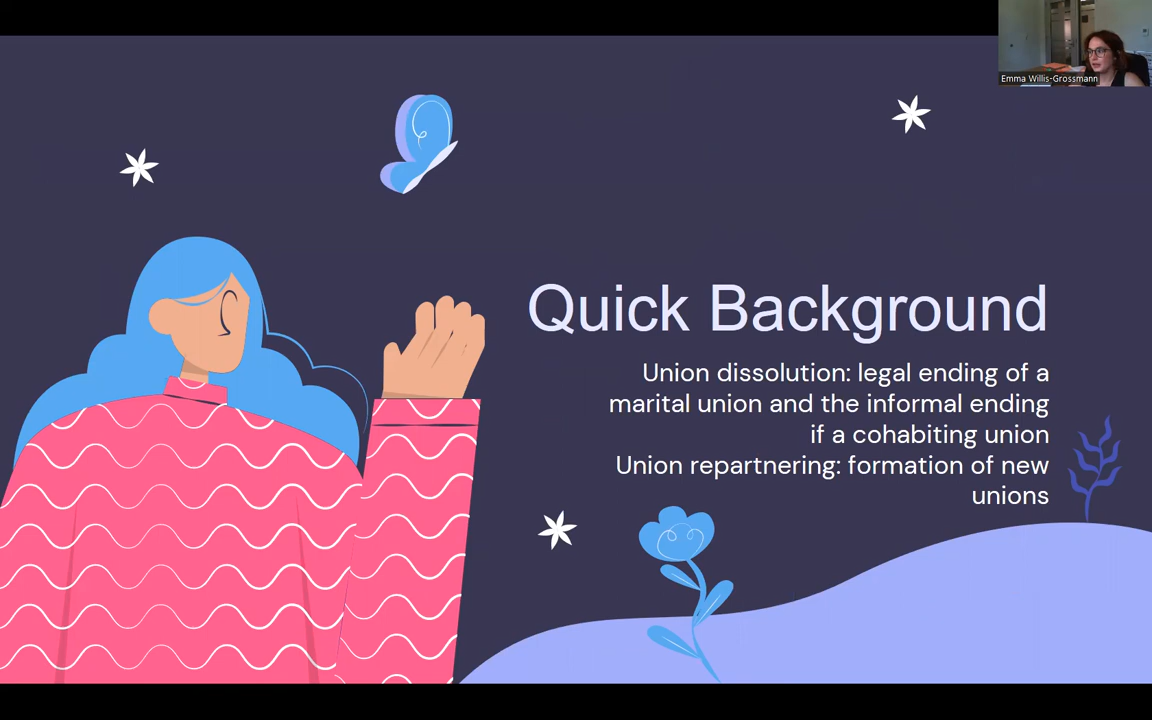 Emma Willis-Grossmann
Quick Background
Union dissolution: legal ending of a
marital union and the informal ending
if a cohabiting union
Union repartnering: formation of new
unions